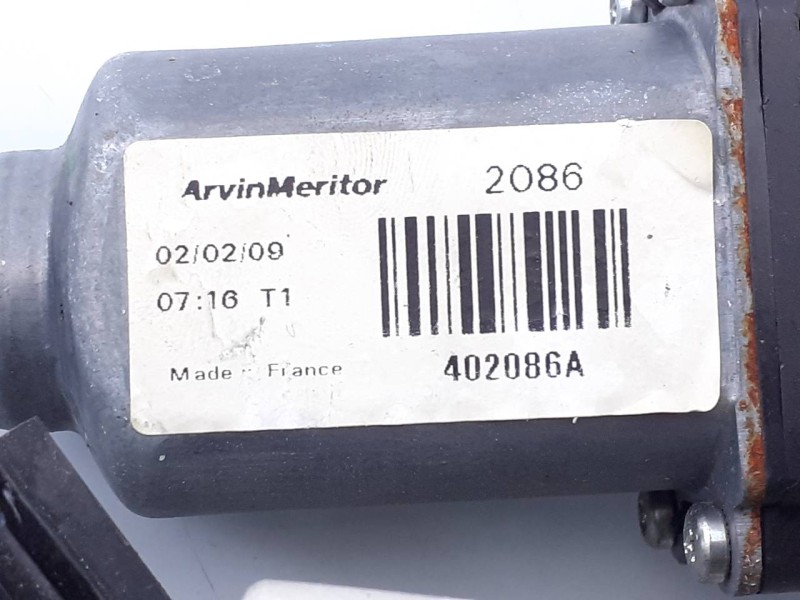 ArvinMeritor 2086
02/02/09
07:16 T1
Made France 402086A